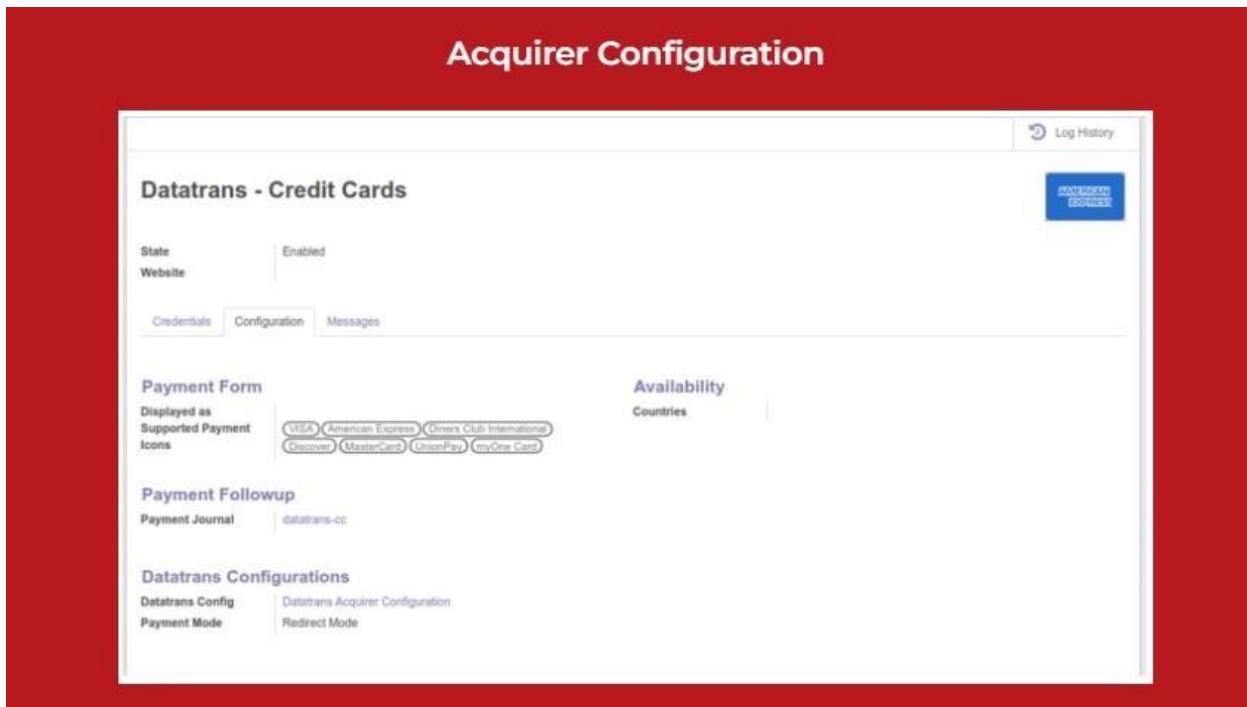 Acquirer Configuration
Log History
Datatrans - Credit Cards
AMERICAN
EXPRESS
State Enabled
Website
Credentials Configuration Messages
Payment Form
Displayed as
Supported Payment VISA American Express Diners Club International
Icons Discover MasterCard UnionPay myOne Card
Availability
Countries
Payment Followup
Payment Journal datatrans-cc
Datatrans Configurations
Datatrans Config Datatrans Acquirer Configuration
Payment Mode Redirect Mode